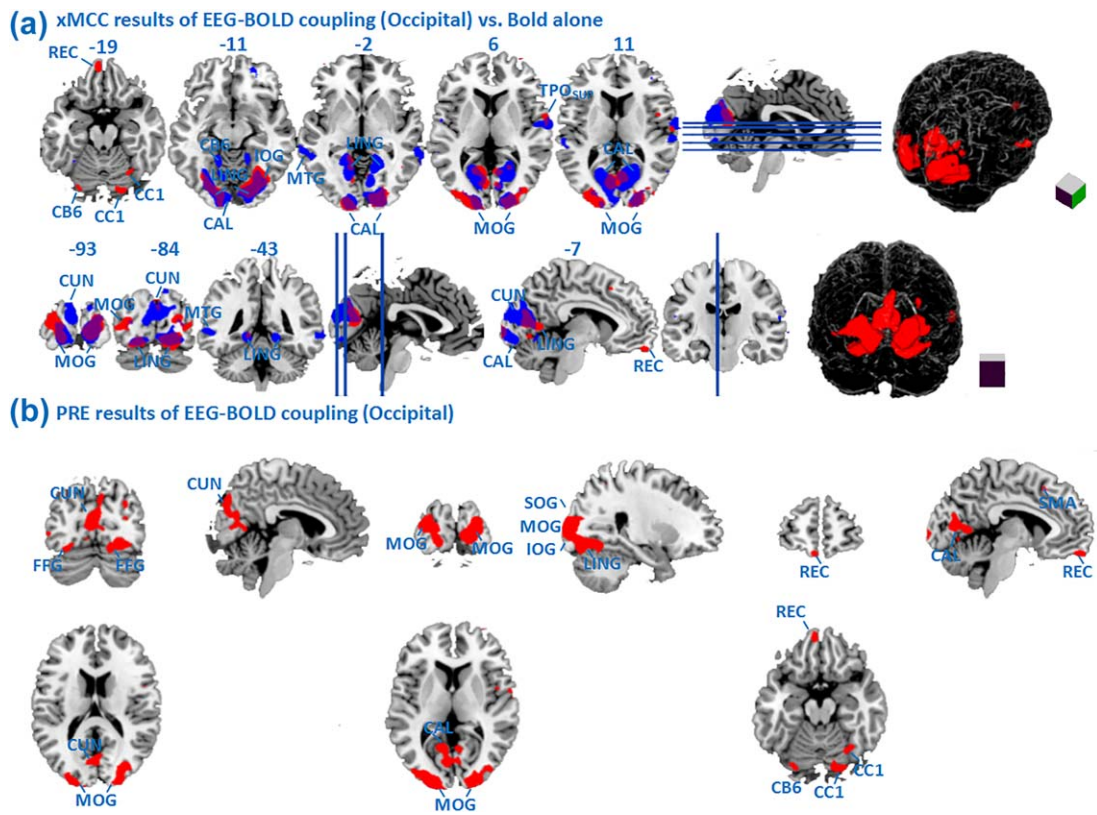 (a) xMCC results of EEG-BOLD coupling (Occipital) vs. Bold alone
REC -19 -11 -2 6 11
TPOsup
CB6 LING CAL
LING IOG MTG
CC1
CB6 CC1 CAL CAL MOG MOG
-93 -84 -43 -7
CUN CUN CUN
MOG MTG
MOG LING LING CAL LING REC
(b) PRE results of EEG-BOLD coupling (Occipital)
CUN CUN SOG SMA
MOG MOG MOG
FFG FFG IOG LING REC CAL REC
REC
CUN CAL
CC1
MOG MOG CB6 CC1